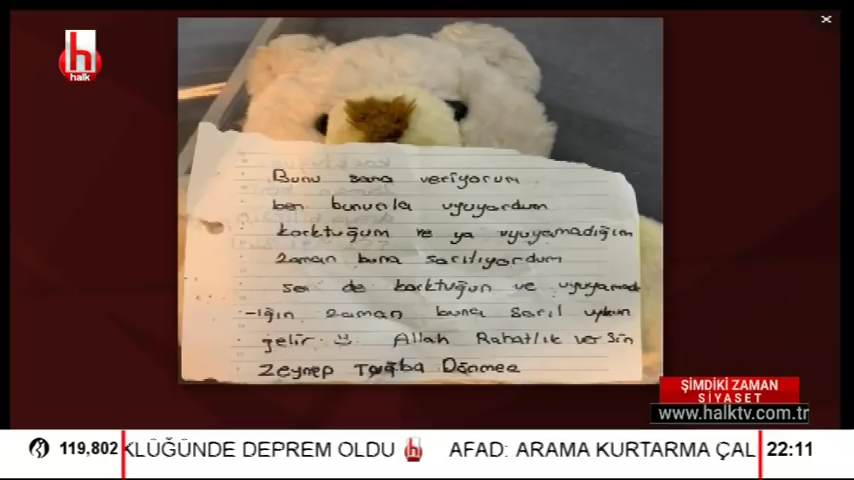 h
halk
Bunu sana veriyorum
ben bununla uyuyordum
korktuğum ve ya uyuyamadığım
zaman buna sarılıyordum
sen de korktuğun ve uyuyamad
-ığın zaman buna sarıl uykun
gelir Allah Rahatlık versin
Zeynep Dönmez
ŞİMDİKİ ZAMAN
SİYASET
www.halktv.com.tr
119,802 KLÜĞÜNDE DEPREM OLDU h AFAD: ARAMA KURTARMA ÇAL 22:11